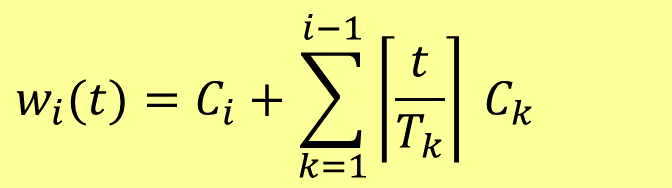 $w_i(t) = C_i + \sum_{k=1}^{i-1} \left\lceil \frac{t}{T_k} \right\rceil C_k$